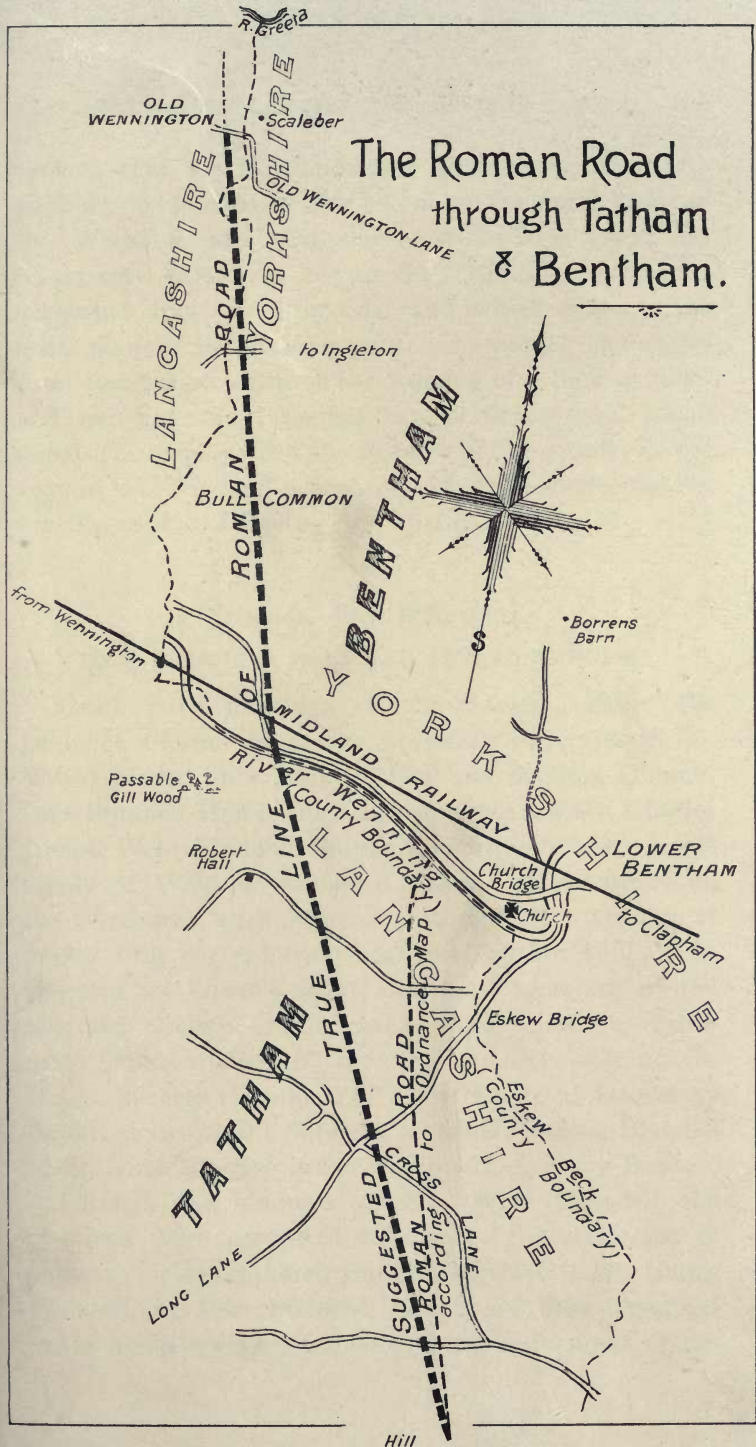 R. Greeta
OLD
WENNINGTON
Scaleber
The Roman Road
through Tatham
& Bentham.
LANCASHIRE
YORKSHIRE
OLD WENNINGTON LANE
to Ingleton
BENTHAM
BULL COMMON
S
from Wennington
Borrens
Barn
YORKSHIRE
MIDLAND RAILWAY
River Wenning
(County Boundary)
Passable
Gill Wood
Robert
Hall
LOWER
BENTHAM
Church
Bridge
Church
to Clapham
LANCASHIRE
Eskew Bridge
TATHAM
Eskew Beck
(County Boundary)
CROSS LANE
LONG LANE
SUGGESTED TRUE LINE OF ROMAN ROAD
ROMAN ROAD
according to Ordnance Map
Hill